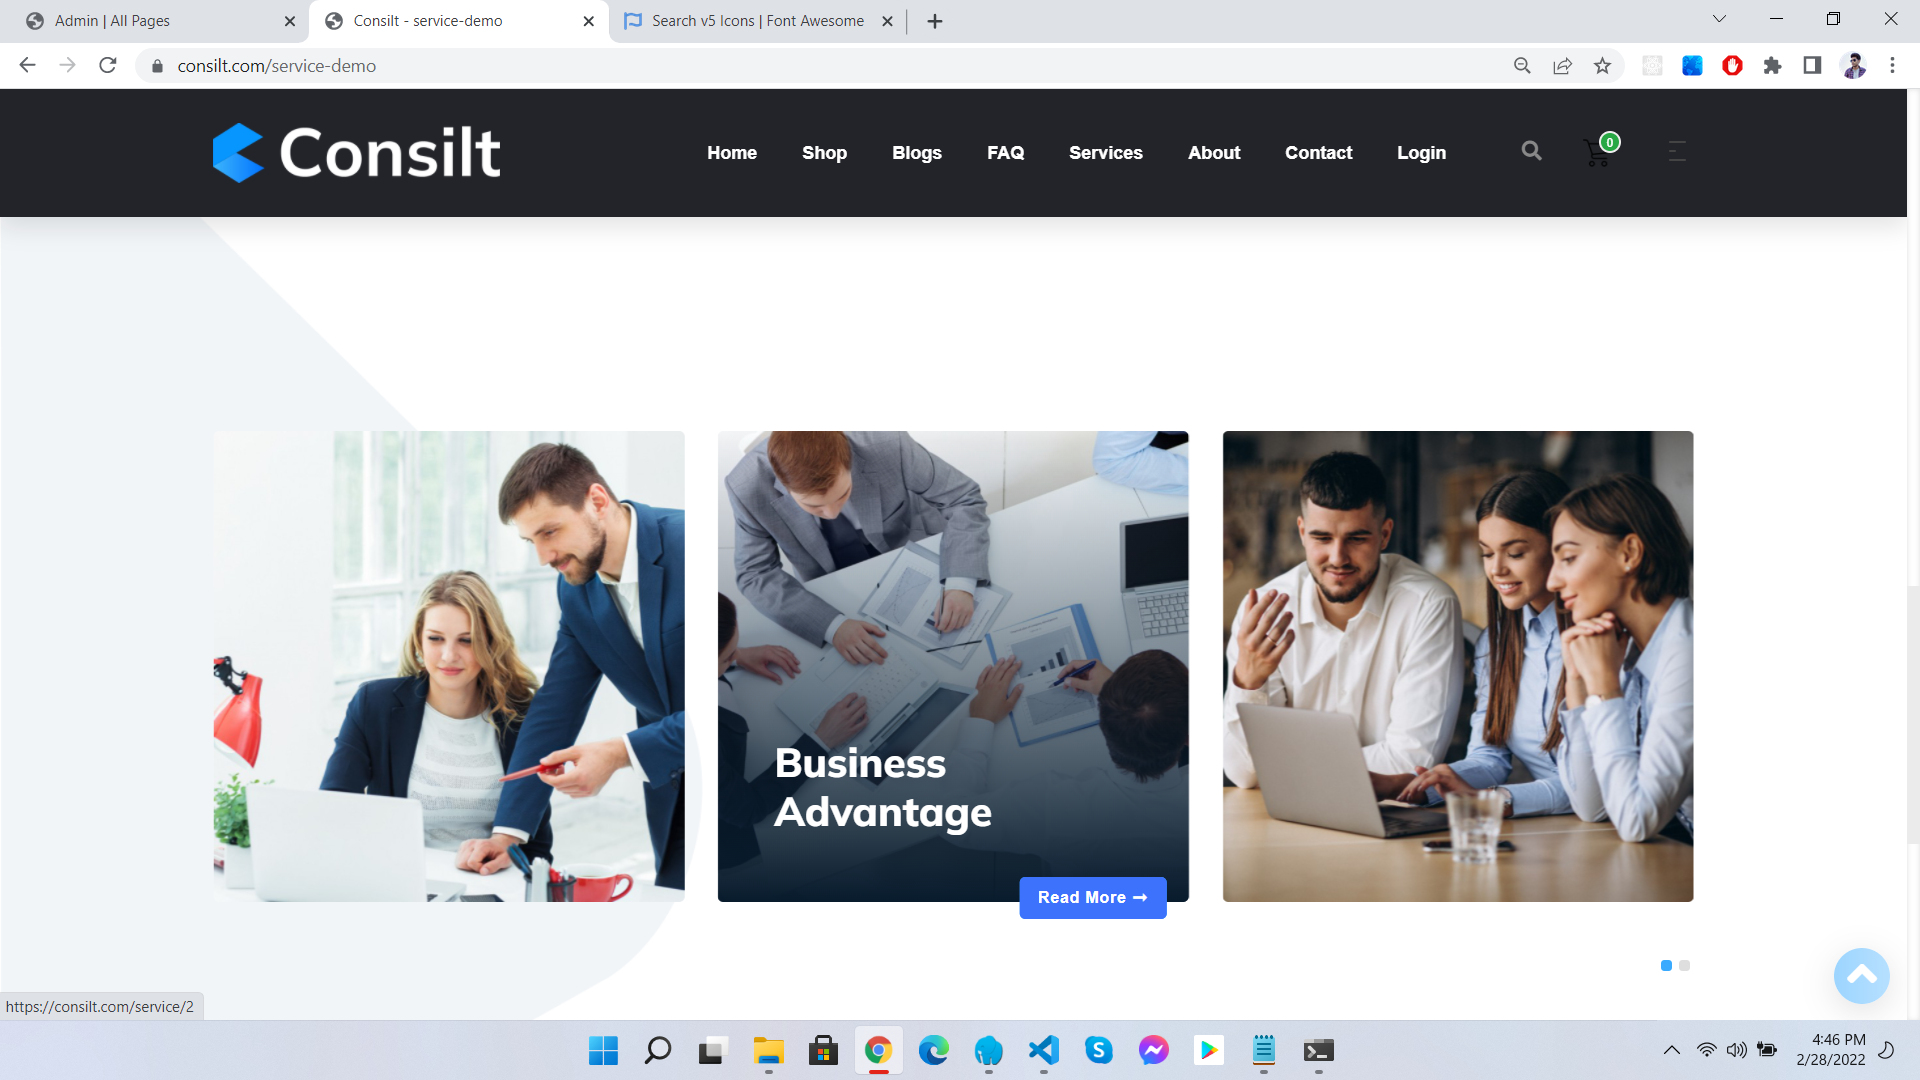 Admin | All Pages
Consilt - service-demo
Search v5 Icons | Font Awesome
consilt.com/service-demo
Consilt
Home
Shop
Blogs
FAQ
Services
About
Contact
Login
0
Business
Advantage
Read More →
https://consilt.com/service/2
4:46 PM
2/28/2022